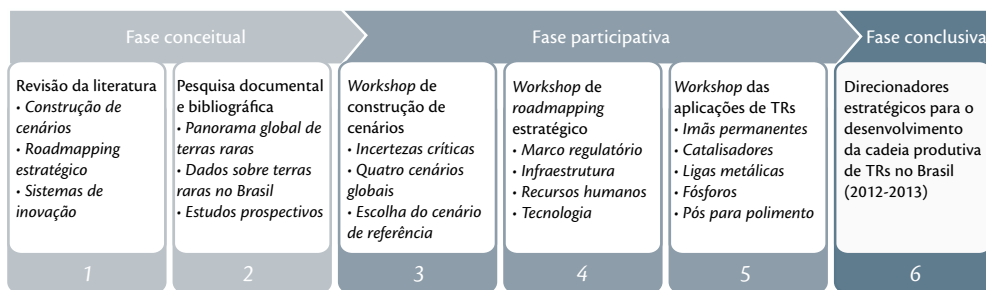 Fase conceitual
Fase participativa
Fase conclusiva
Revisão da literatura
• Construção de
cenários
• Roadmapping
estratégico
• Sistemas de
inovação
1
Pesquisa documental
e bibliográfica
• Panorama global de
terras raras
• Dados sobre terras
raras no Brasil
• Estudos prospectivos
2
Workshop de
construção de
cenários
• Incertezas críticas
• Quatro cenários
globais
• Escolha do cenário
de referência
3
Workshop de
roadmapping
estratégico
• Marco regulatório
• Infraestrutura
• Recursos humanos
• Tecnologia
4
Workshop das
aplicações de TRs
• Imãs permanentes
• Catalisadores
• Ligas metálicas
• Fósforos
• Pós para polimento
5
Direcionadores
estratégicos para o
desenvolvimento
da cadeia produtiva
de TRs no Brasil
(2012-2013)
6